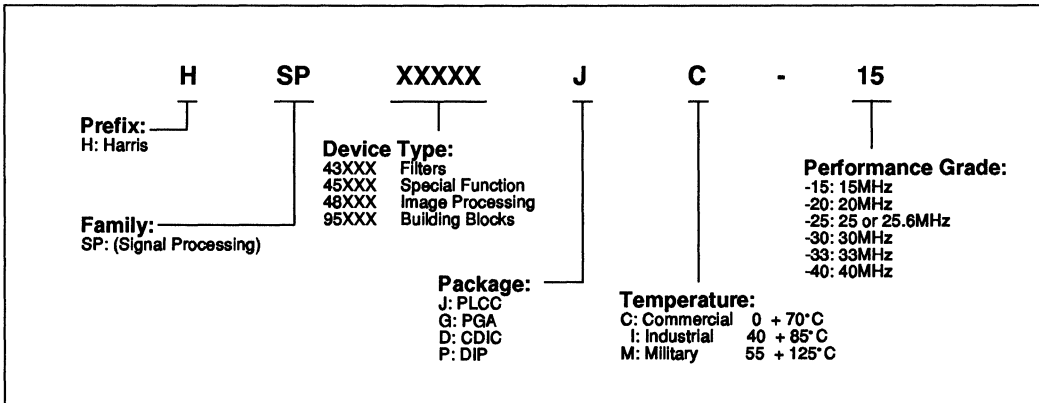 H SP XXXXX J C - 15
Prefix:
H: Harris
Family:
SP: (Signal Processing)
Device Type:
43XXX Filters
45XXX Special Function
48XXX Image Processing
95XXX Building Blocks
Package:
J: PLCC
G: PGA
D: CDIC
P: DIP
Temperature:
C: Commercial 0 + 70°C
I: Industrial 40 + 85°C
M: Military 55 + 125°C
Performance Grade:
-15: 15MHz
-20: 20MHz
-25: 25 or 25.6MHz
-30: 30MHz
-33: 33MHz
-40: 40MHz